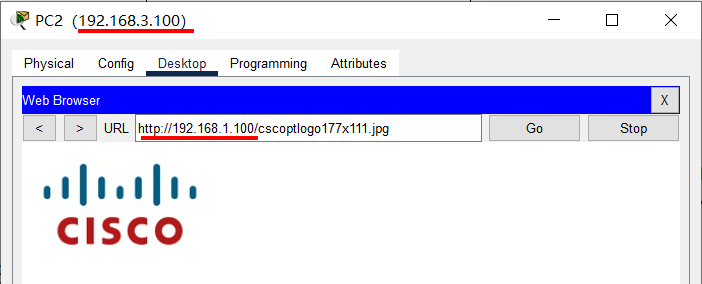 PC2 (192.168.3.100)
Physical Config Desktop Programming Attributes
Web Browser X
< > URL http://192.168.1.100/cscoptlogo177x111.jpg Go Stop
CISCO